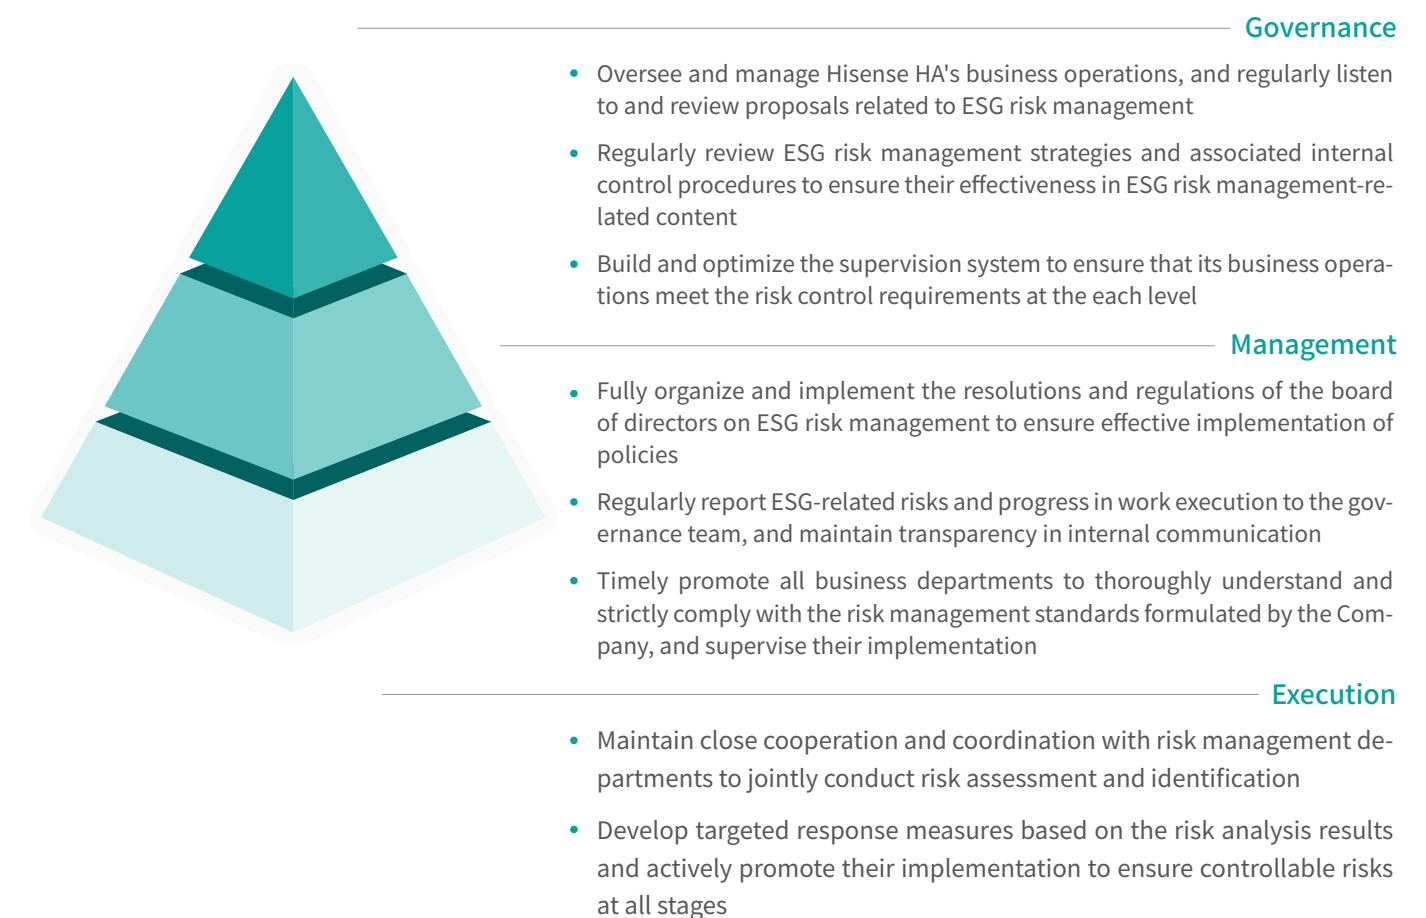 Governance
• Oversee and manage Hisense HA's business operations, and regularly listen
to and review proposals related to ESG risk management
• Regularly review ESG risk management strategies and associated internal
control procedures to ensure their effectiveness in ESG risk management-re-
lated content
• Build and optimize the supervision system to ensure that its business opera-
tions meet the risk control requirements at the each level
Management
• Fully organize and implement the resolutions and regulations of the board
of directors on ESG risk management to ensure effective implementation of
policies
• Regularly report ESG-related risks and progress in work execution to the gov-
ernance team, and maintain transparency in internal communication
• Timely promote all business departments to thoroughly understand and
strictly comply with the risk management standards formulated by the Com-
pany, and supervise their implementation
Execution
• Maintain close cooperation and coordination with risk management de-
partments to jointly conduct risk assessment and identification
• Develop targeted response measures based on the risk analysis results
and actively promote their implementation to ensure controllable risks
at all stages